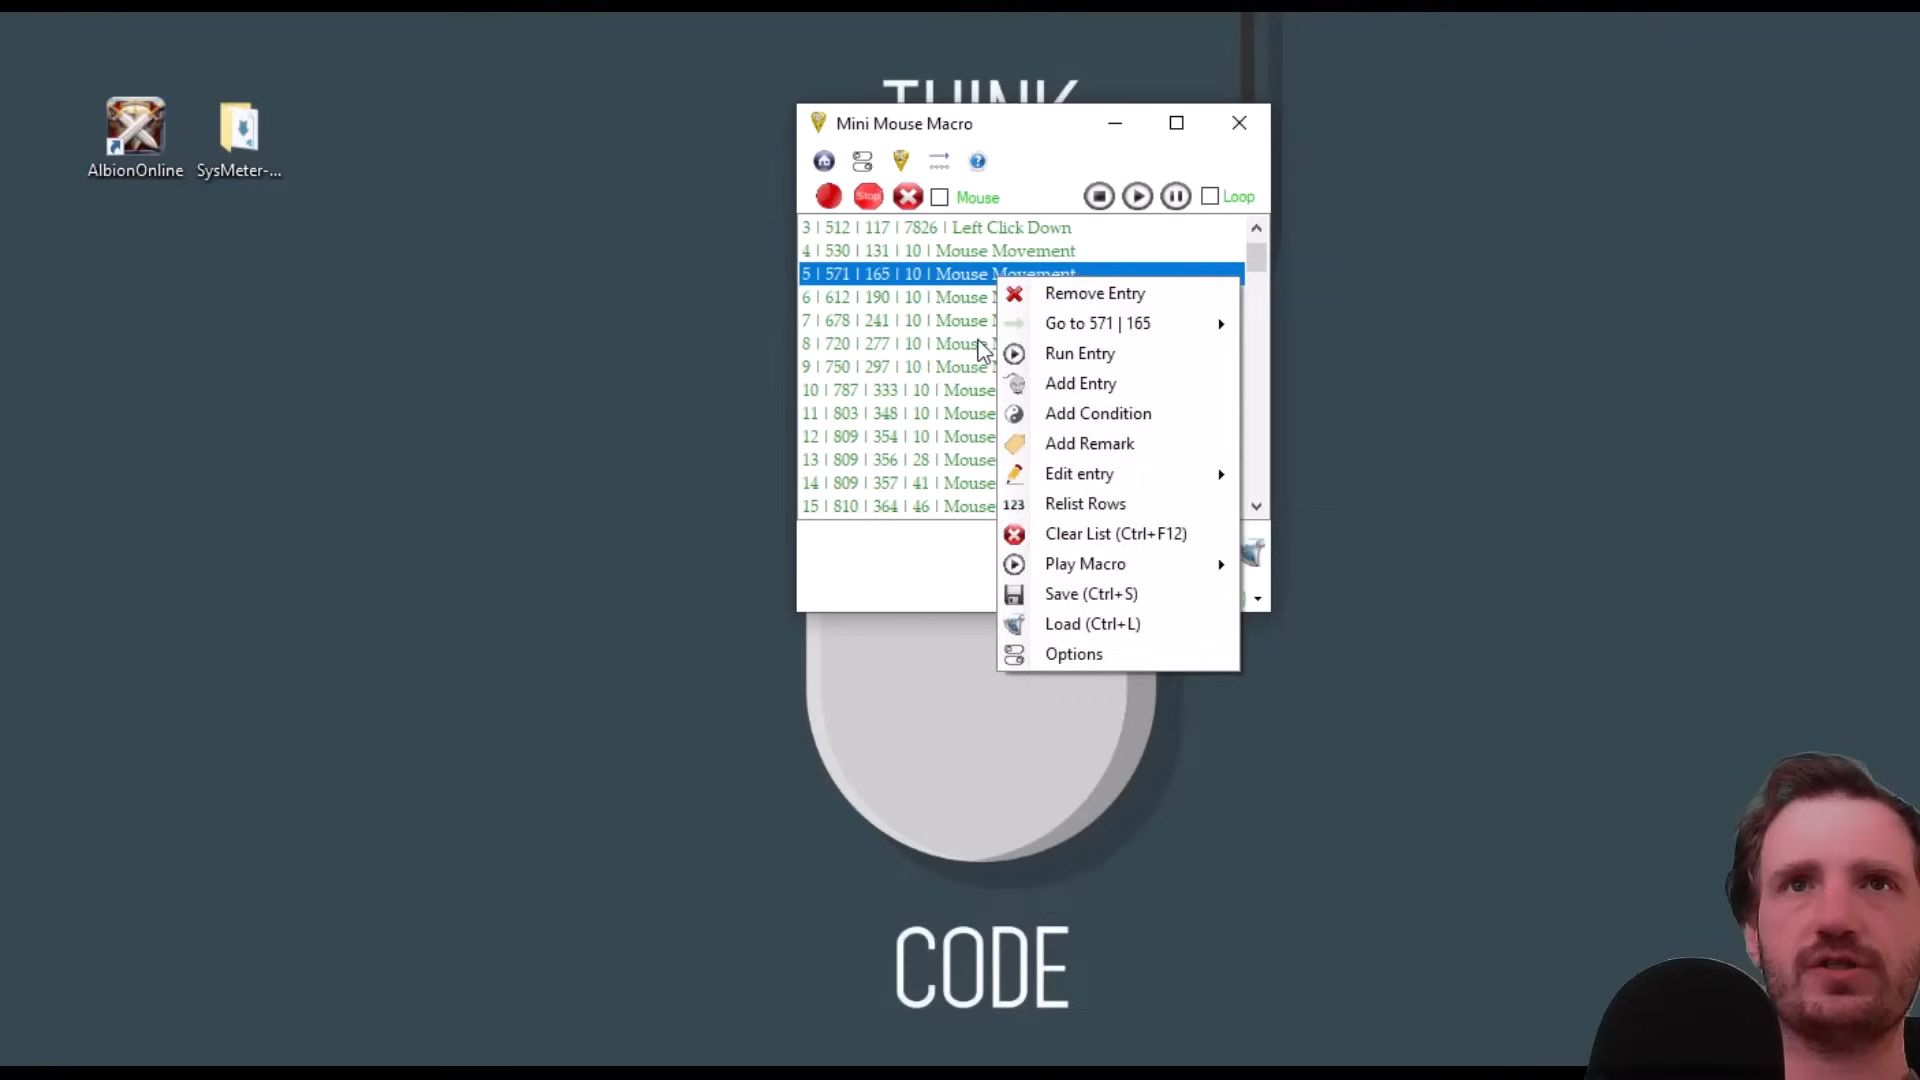 THINK
AlbionOnline
SysMeter-...
Mini Mouse Macro
Stop
Mouse
Loop
3 | 512 | 117 | 7826 | Left Click Down
4 | 530 | 131 | 10 | Mouse Movement
5 | 571 | 165 | 10 | Mouse Movement
6 | 612 | 190 | 10 | Mouse
7 | 678 | 241 | 10 | Mouse
8 | 720 | 277 | 10 | Mouse
9 | 750 | 297 | 10 | Mouse
10 | 787 | 333 | 10 | Mouse
11 | 803 | 348 | 10 | Mouse
12 | 809 | 354 | 10 | Mouse
13 | 809 | 356 | 28 | Mouse
14 | 809 | 357 | 41 | Mouse
15 | 810 | 364 | 46 | Mouse
Remove Entry
Go to 571 | 165
Run Entry
Add Entry
Add Condition
Add Remark
Edit entry
123 Relist Rows
Clear List (Ctrl+F12)
Play Macro
Save (Ctrl+S)
Load (Ctrl+L)
Options
CODE